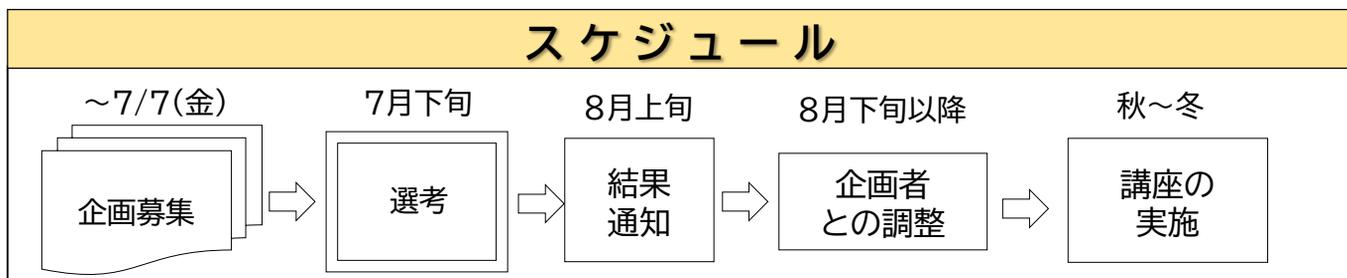 スケジュール
～7/7(金)
7月下旬
8月上旬
8月下旬以降
秋～冬
企画募集
選考
結果
通知
企画者
との調整
講座の
実施